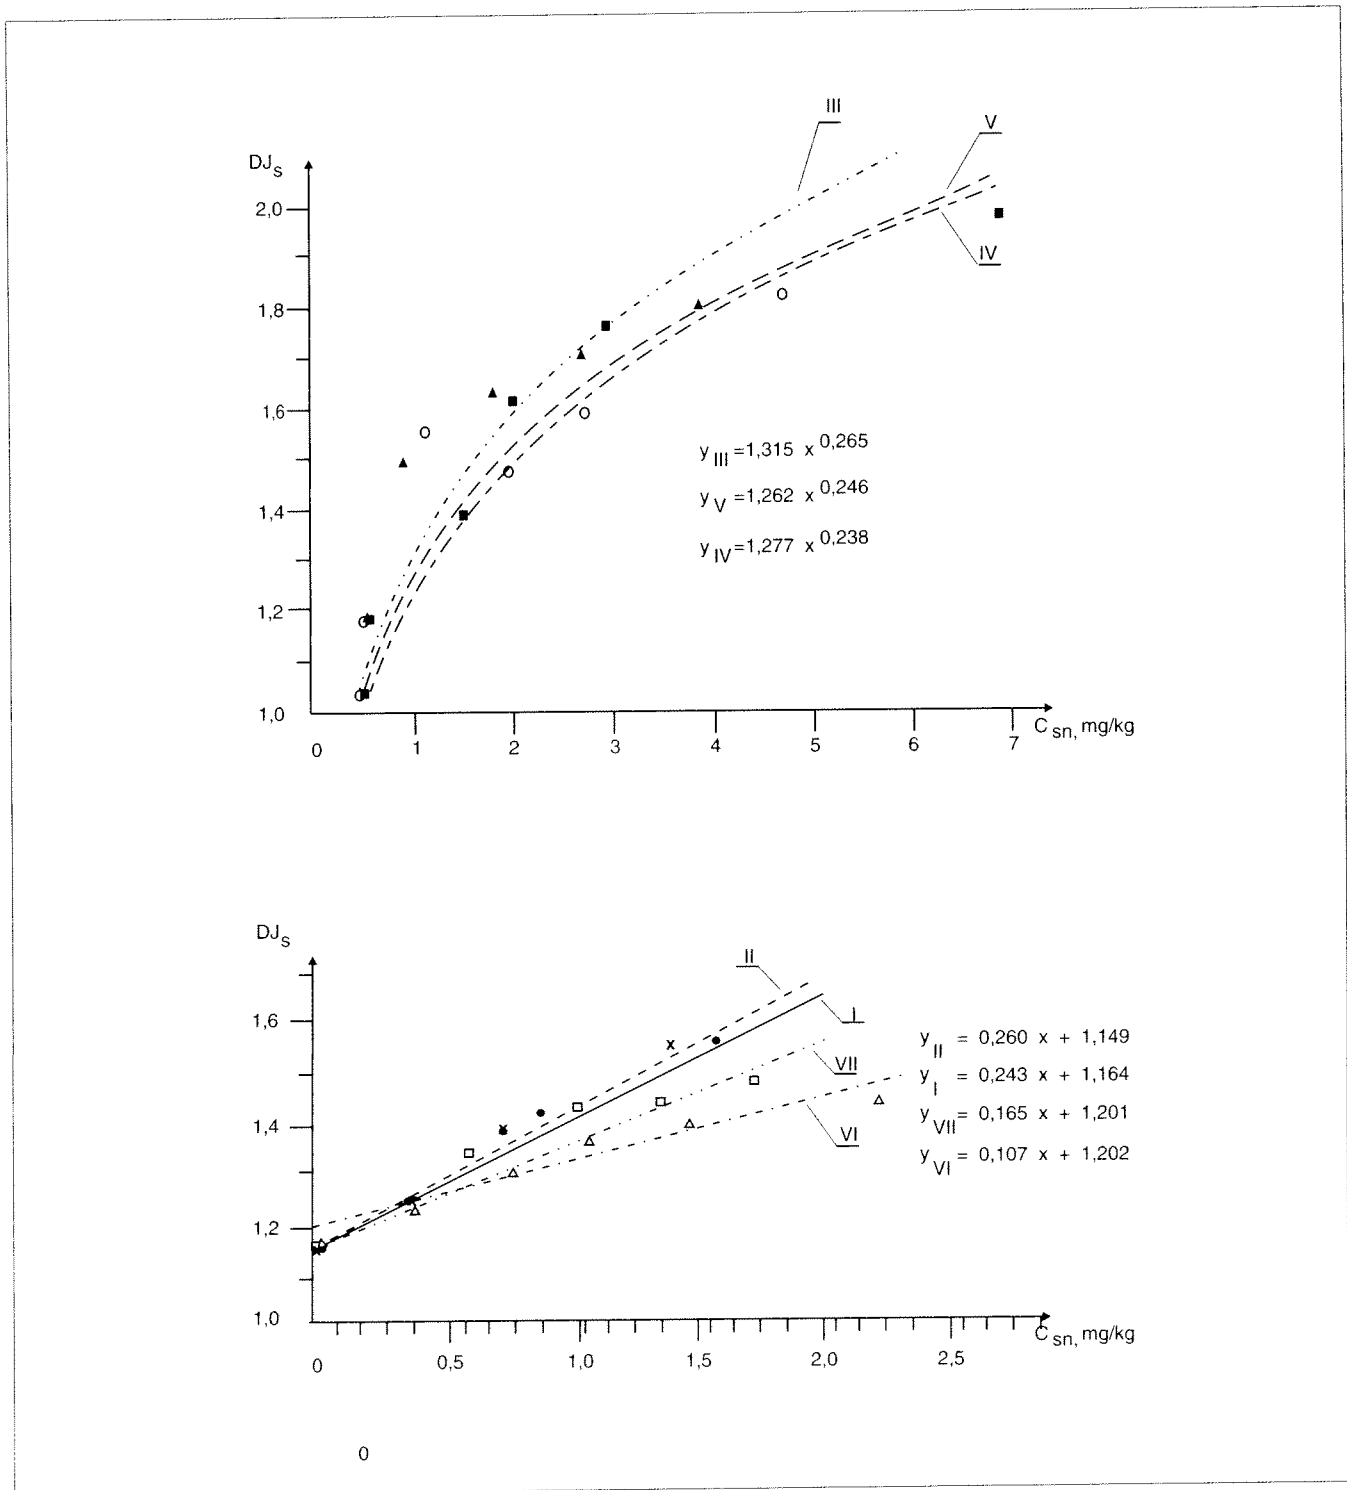 III
V
DJs
2,0
IV
1,8
1,6
y III =1,315 x 0,265
y V =1,262 x 0,246
1,4
y IV =1,277 x 0,238
1,2
1,0
C sn, mg/kg
0 1 2 3 4 5 6 7
DJs
II
1,6
I
y II = 0,260 x + 1,149
VII
y I = 0,243 x + 1,164
1,4
y VII = 0,165 x + 1,201
VI
y VI = 0,107 x + 1,202
1,2
1,0
C sn, mg/kg
0 0,5 1,0 1,5 2,0 2,5
0